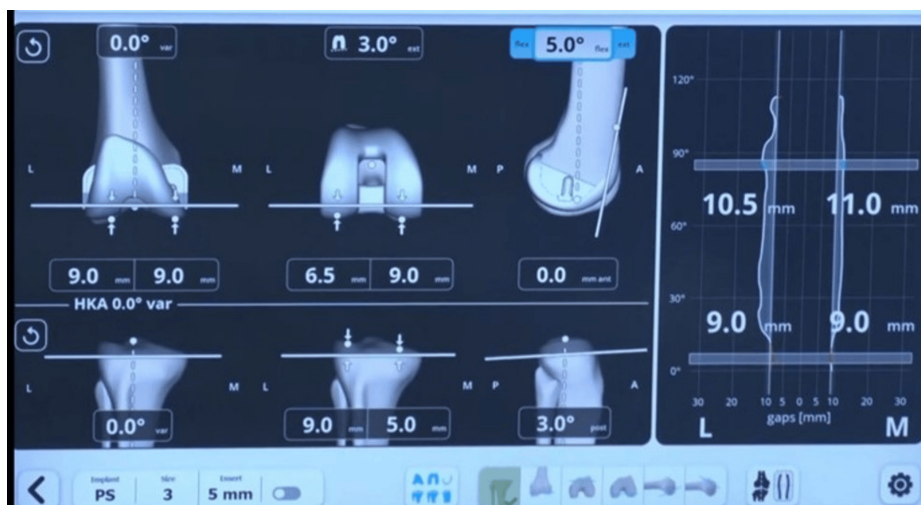 0.0° var
3.0° ext
flex 5.0° flex ext
L M L M P A
9.0 mm 9.0 mm
6.5 mm 9.0 mm
0.0 mm ant
HKA 0.0° var
L M L M P A
0.0° var
9.0 mm 5.0 mm
3.0° post
120°
90°
10.5 mm 11.0 mm
60°
30°
9.0 mm 9.0 mm
0°
30 20 10 5 0 5 10 20 30
gaps [mm]
L M
Implant Size Insert
PS 3 5 mm